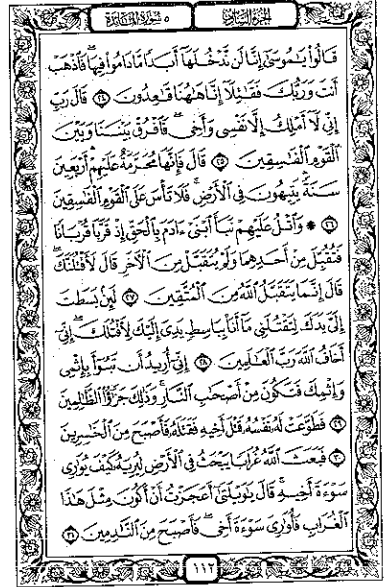 الجزء السادس ٥ سورة المائدة
قَالُوا۟ يَـٰمُوسَىٰٓ إِنَّا لَن نَّدْخُلَهَآ أَبَدًا مَّا دَامُوا۟ فِيهَا ۖ فَٱذْهَبْ
أَنتَ وَرَبُّكَ فَقَـٰتِلَآ إِنَّا هَـٰهُنَا قَـٰعِدُونَ ٢٤ قَالَ رَبِّ
إِنِّى لَآ أَمْلِكُ إِلَّا نَفْسِى وَأَخِى ۖ فَٱفْرُقْ بَيْنَنَا وَبَيْنَ
ٱلْقَوْمِ ٱلْفَـٰسِقِينَ ٢٥ قَالَ فَإِنَّهَا مُحَرَّمَةٌ عَلَيْهِمْ ۛ أَرْبَعِينَ
سَنَةً ۛ يَتِيهُونَ فِى ٱلْأَرْضِ ۚ فَلَا تَأْسَ عَلَى ٱلْقَوْمِ ٱلْفَـٰسِقِينَ
٢٦ * وَٱتْلُ عَلَيْهِمْ نَبَأَ ٱبْنَىْ ءَادَمَ بِٱلْحَقِّ إِذْ قَرَّبَا قُرْبَانًا
فَتُقُبِّلَ مِنْ أَحَدِهِمَا وَلَمْ يُتَقَبَّلْ مِنَ ٱلْـَٔاخَرِ قَالَ لَأَقْتُلَنَّكَ ۖ
قَالَ إِنَّمَا يَتَقَبَّلُ ٱللَّهُ مِنَ ٱلْمُتَّقِينَ ٢٧ لَئِنۢ بَسَطتَ
إِلَىَّ يَدَكَ لِتَقْتُلَنِى مَآ أَنَا۠ بِبَاسِطٍ يَدِىَ إِلَيْكَ لِأَقْتُلَكَ ۖ إِنِّىٓ
أَخَافُ ٱللَّهَ رَبَّ ٱلْعَـٰلَمِينَ ٢٨ إِنِّىٓ أُرِيدُ أَن تَبُوٓأَ بِإِثْمِى
وَإِثْمِكَ فَتَكُونَ مِنْ أَصْحَـٰبِ ٱلنَّارِ ۚ وَذَٰلِكَ جَزَٰٓؤُا۟ ٱلظَّـٰلِمِينَ
٢٩ فَطَوَّعَتْ لَهُۥ نَفْسُهُۥ قَتْلَ أَخِيهِ فَقَتَلَهُۥ فَأَصْبَحَ مِنَ ٱلْخَـٰسِرِينَ
٣٠ فَبَعَثَ ٱللَّهُ غُرَابًا يَبْحَثُ فِى ٱلْأَرْضِ لِيُرِيَهُۥ كَيْفَ يُوَٰرِى
سَوْءَةَ أَخِيهِ ۚ قَالَ يَـٰوَيْلَتَىٰٓ أَعَجَزْتُ أَنْ أَكُونَ مِثْلَ هَـٰذَا
ٱلْغُرَابِ فَأُوَٰرِىَ سَوْءَةَ أَخِى ۖ فَأَصْبَحَ مِنَ ٱلنَّـٰدِمِينَ ٣١
١١٢